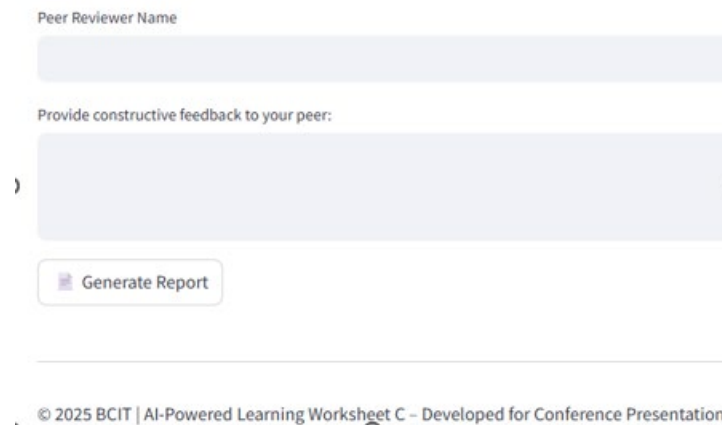 Peer Reviewer Name
Provide constructive feedback to your peer:
Generate Report
© 2025 BCIT | AI-Powered Learning Worksheet C – Developed for Conference Presentation